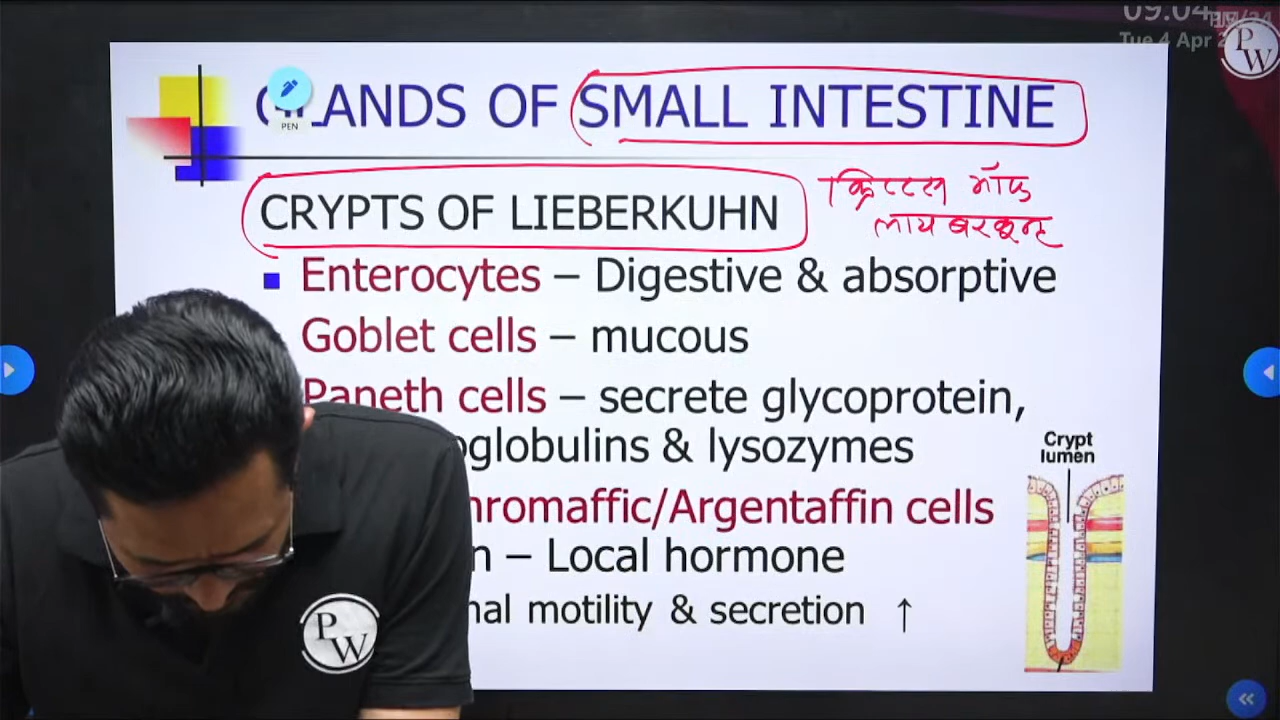 09:04
Tue 4 Apr
PW
PEN
LANDS OF SMALL INTESTINE
CRYPTS OF LIEBERKUHN
क्रिप्टस ऑफ
लायबरकुन्ह
Enterocytes – Digestive & absorptive
Goblet cells – mucous
Paneth cells – secrete glycoprotein,
oglobulins & lysozymes
hromaffic/Argentaffin cells
n – Local hormone
nal motility & secretion ↑
Crypt
lumen
PW